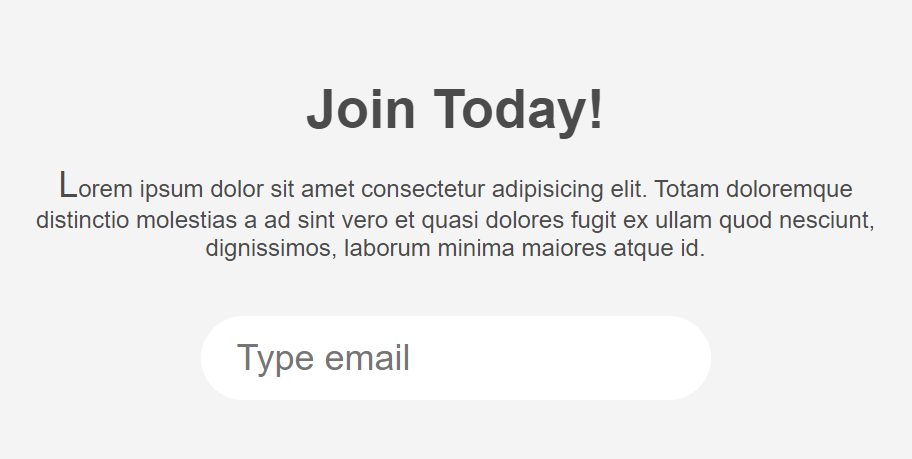 Join Today!
Lorem ipsum dolor sit amet consectetur adipisicing elit. Totam doloremque
distinctio molestias a ad sint vero et quasi dolores fugit ex ullam quod nesciunt,
dignissimos, laborum minima maiores atque id.
Type email